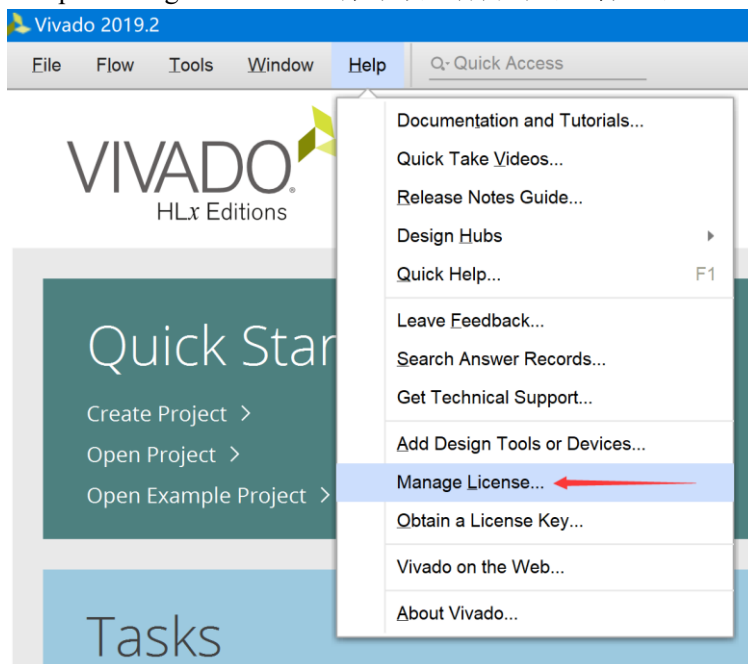 Vivado 2019.2
File Flow Tools Window Help Q- Quick Access
VIVADO.
HLx Editions
Documentation and Tutorials...
Quick Take Videos...
Release Notes Guide...
Design Hubs
Quick Help... F1
Leave Feedback...
Search Answer Records...
Get Technical Support...
Add Design Tools or Devices...
Manage License...
Obtain a License Key...
Vivado on the Web...
About Vivado...
Quick Star
Create Project >
Open Project >
Open Example Project >
Tasks